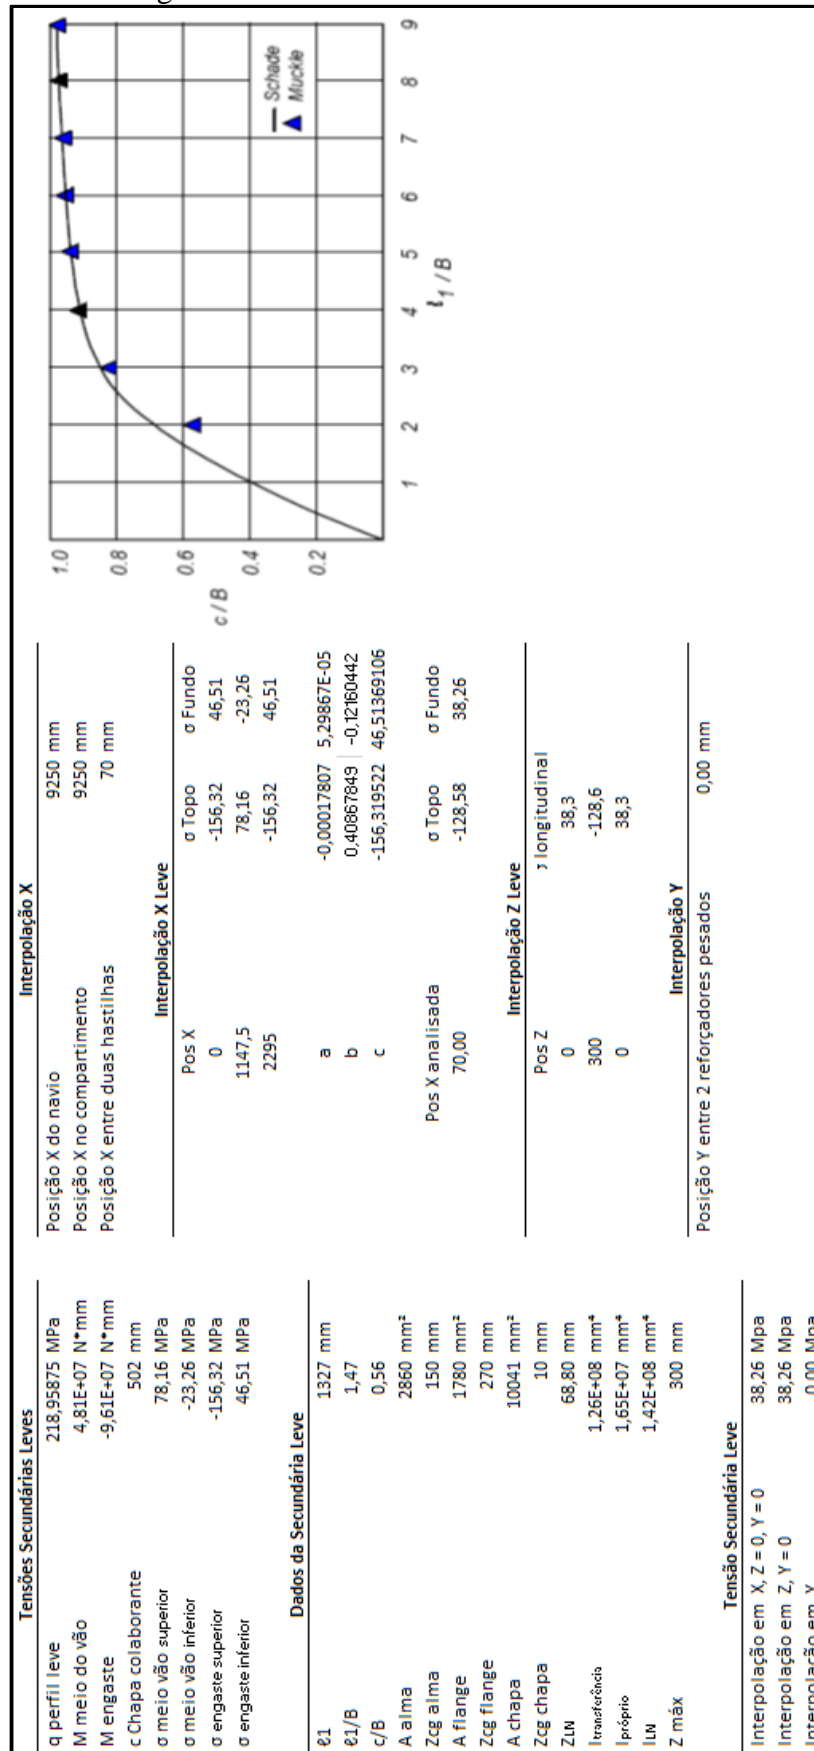 Tensões Secundárias Leves
q perfil leve 218,95875 MPa
M meio do vão 4,81E+07 N*mm
M engaste -9,61E+07 N*mm
c Chapa colaborante 502 mm
σ meio vão superior 78,16 MPa
σ meio vão inferior -23,26 MPa
σ engaste superior -156,32 MPa
σ engaste inferior 46,51 MPa
Dados da Secundária Leve
ℓ1 1327 mm
ℓ1/B 1,47
c/B 0,56
A alma 2860 mm²
Zcg alma 150 mm
A flange 1780 mm²
Zcg flange 270 mm
A chapa 10041 mm²
Zcg chapa 10 mm
ZLN 68,80 mm
I transferência 1,26E+08 mm⁴
I próprio 1,65E+07 mm⁴
ILN 1,42E+08 mm⁴
Z máx 300 mm
Tensão Secundária Leve
Interpolação em X, Z = 0, Y = 0 38,26 Mpa
Interpolação em Z, Y = 0 38,26 Mpa
Interpolação em Y 0,00 Mpa
Interpolação X
Posição X do navio 9250 mm
Posição X no compartimento 9250 mm
Posição X entre duas hastilhas 70 mm
Interpolação X Leve
Pos X σ Topo σ Fundo
0 -156,32 46,51
1147,5 78,16 -23,26
2295 -156,32 46,51
a -0,00017807 5,29867E-05
b 0,40867849 -0,12160442
c -156,319522 46,51369106
Pos X analisada σ Topo σ Fundo
70,00 -128,58 38,26
Interpolação Z Leve
Pos Z longitudinal
0 38,3
300 -128,6
0 38,3
Interpolação Y
Posição Y entre 2 reforçadores pesados 0,00 mm
c / B
1.0
0.8
0.6
0.4
0.2
1 2 3 4 5 6 7 8 9
ℓ1 / B
Schade
Muckle